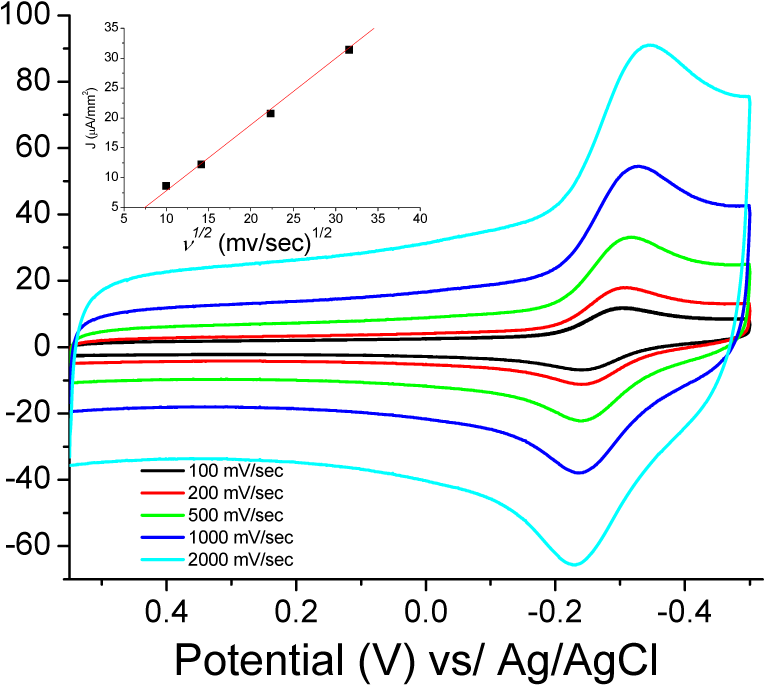 100
80
60
40
20
0
-20
-40
-60
35
30
25
20
15
10
5
J (μA/mm²)
5 10 15 20 25 30 35 40
ν^1/2 (mv/sec)^1/2
100 mV/sec
200 mV/sec
500 mV/sec
1000 mV/sec
2000 mV/sec
0.4 0.2 0.0 -0.2 -0.4
Potential (V) vs/ Ag/AgCl